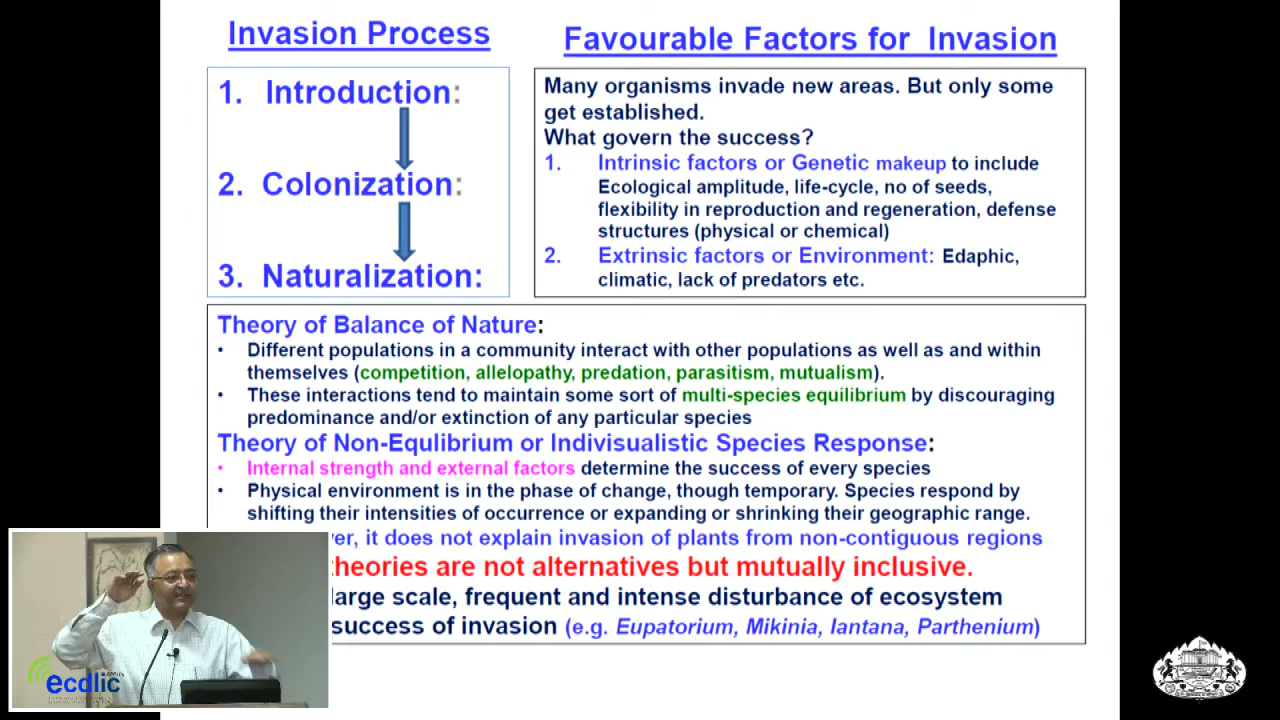 Invasion Process
1. Introduction:
2. Colonization:
3. Naturalization:
Favourable Factors for Invasion
Many organisms invade new areas. But only some
get established.
What govern the success?
1. Intrinsic factors or Genetic makeup to include
Ecological amplitude, life-cycle, no of seeds,
flexibility in reproduction and regeneration, defense
structures (physical or chemical)
2. Extrinsic factors or Environment: Edaphic,
climatic, lack of predators etc.
Theory of Balance of Nature:
• Different populations in a community interact with other populations as well as and within
themselves (competition, allelopathy, predation, parasitism, mutualism).
• These interactions tend to maintain some sort of multi-species equilibrium by discouraging
predominance and/or extinction of any particular species
Theory of Non-Equlibrium or Indivisualistic Species Response:
• Internal strength and external factors determine the success of every species
• Physical environment is in the phase of change, though temporary. Species respond by
shifting their intensities of occurrence or expanding or shrinking their geographic range.
it does not explain invasion of plants from non-contiguous regions
theories are not alternatives but mutually inclusive.
large scale, frequent and intense disturbance of ecosystem
success of invasion (e.g. Eupatorium, Mikinia, lantana, Parthenium)
ecdlic